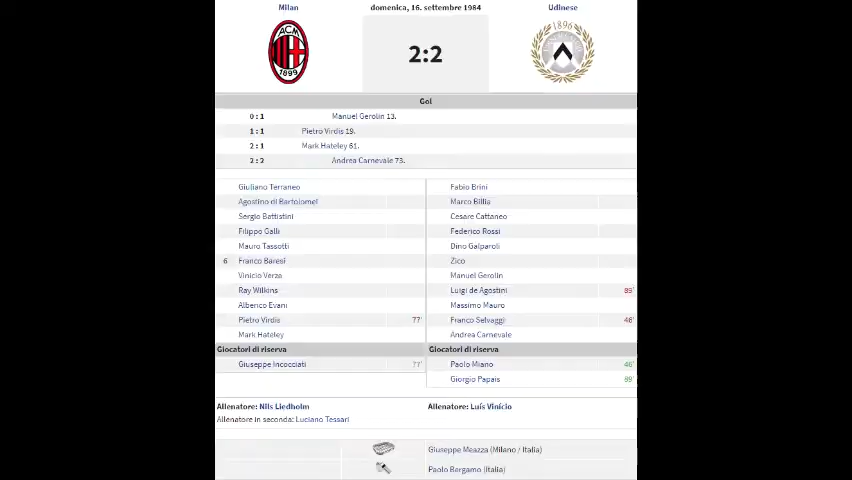 Milan domenica, 16. settembre 1984 Udinese
ACM
1899
1896
2:2
Gol
0 : 1 Manuel Gerolin 13.
1 : 1 Pietro Virdis 19.
2 : 1 Mark Hateley 61.
2 : 2 Andrea Carnevale 73.
Giuliano Terraneo Fabio Brini
Agostino di Bartolomei Marco Billia
Sergio Battistini Cesare Cattaneo
Filippo Galli Federico Rossi
Mauro Tassotti Dino Galparoli
6 Franco Baresi Zico
Vinicio Verza Manuel Gerolin
Ray Wilkins Luigi de Agostini 89'
Alberico Evani Massimo Mauro
Pietro Virdis 77' Franco Selvaggi 46'
Mark Hateley Andrea Carnevale
Giocatori di riserva Giocatori di riserva
Giuseppe Incocciati 77' Paolo Miano 46'
Giorgio Papais 89'
Allenatore: Nils Liedholm Allenatore: Luís Vinício
Allenatore in seconda: Luciano Tessari
Giuseppe Meazza (Milano / Italia)
Paolo Bergamo (Italia)